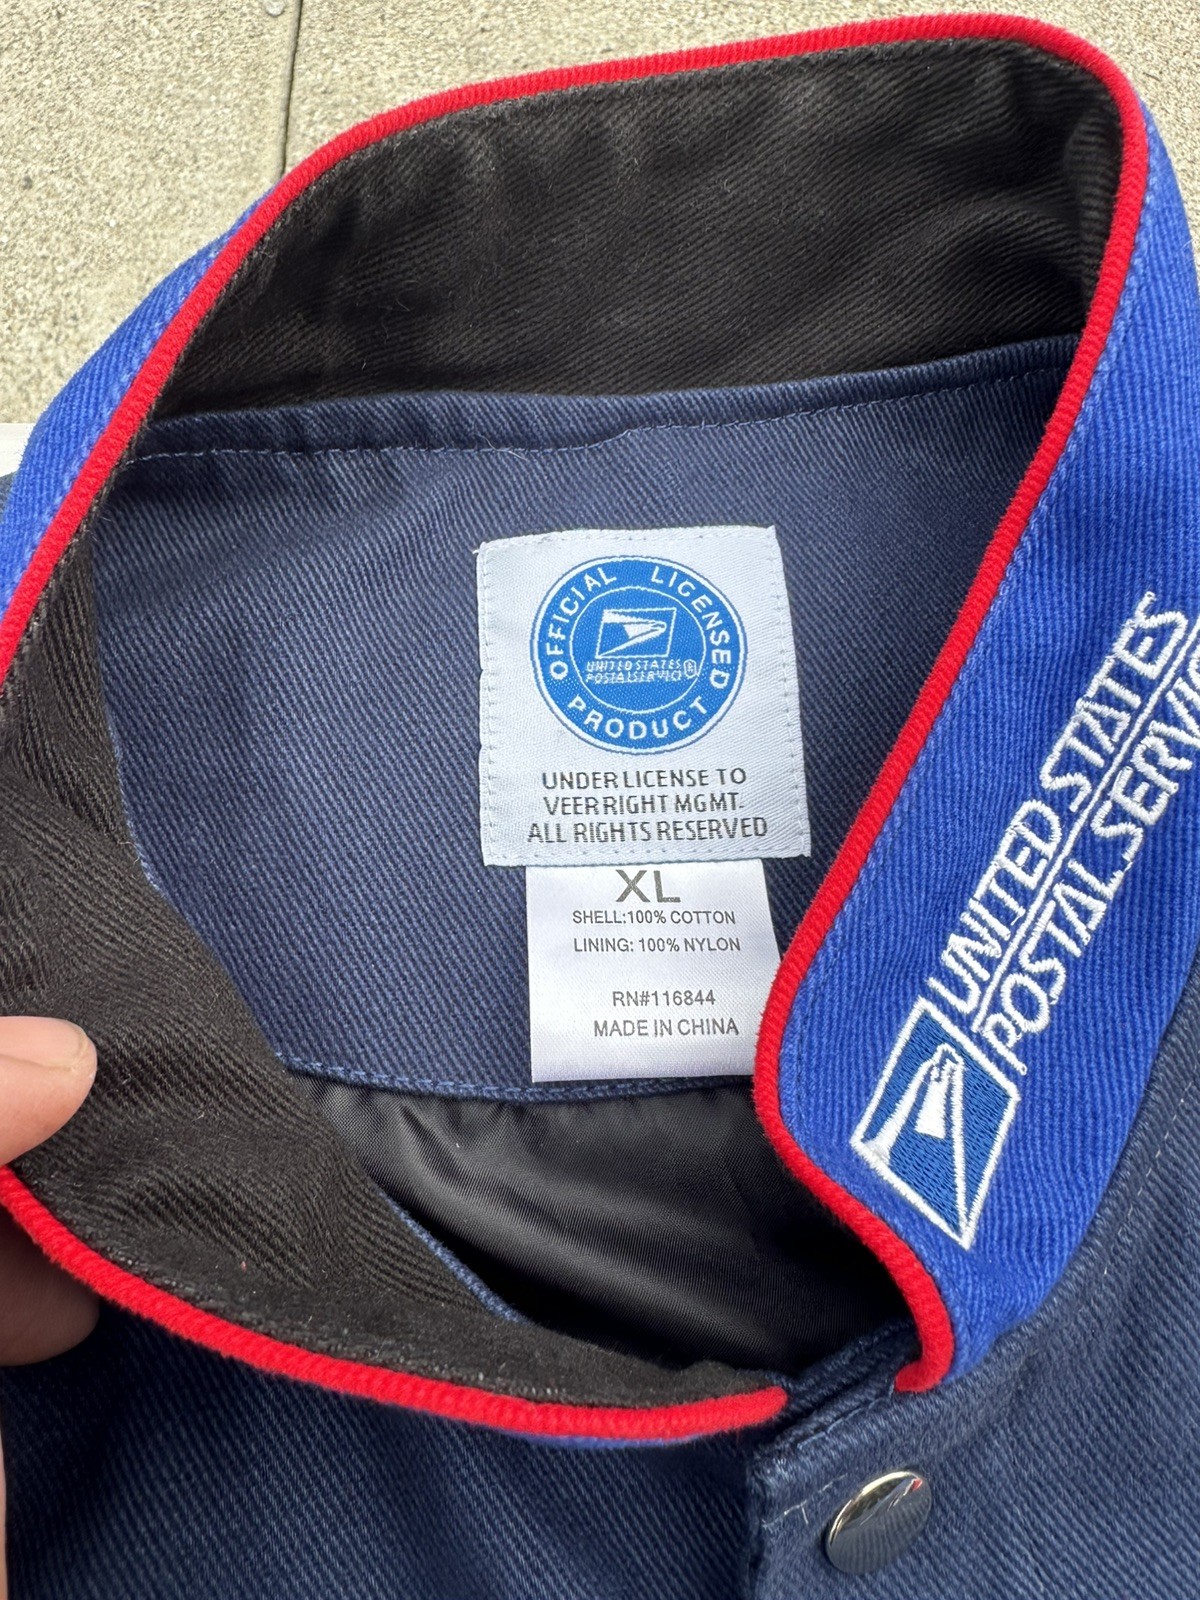 OFFICIAL LICENSED
UNITED STATES
POSTAL SERVICE ®
PRODUCT
UNDER LICENSE TO
VEER RIGHT MGMT.
ALL RIGHTS RESERVED
XL
SHELL:100% COTTON
LINING: 100% NYLON
RN#116844
MADE IN CHINA
UNITED STATES
POSTAL SERVIC